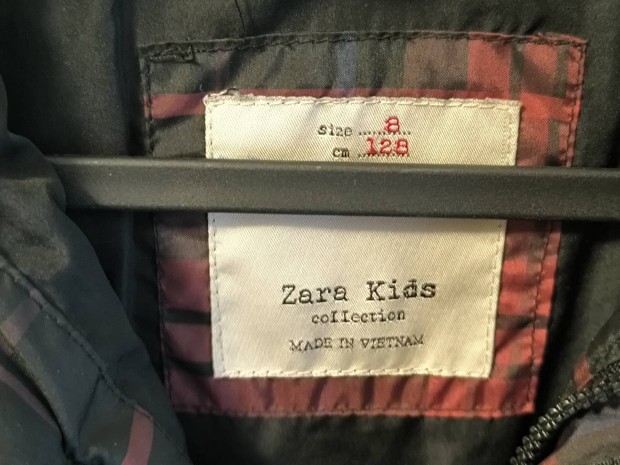 size ........8..
cm ..128..
Zara Kids
collection
MADE IN VIETNAM